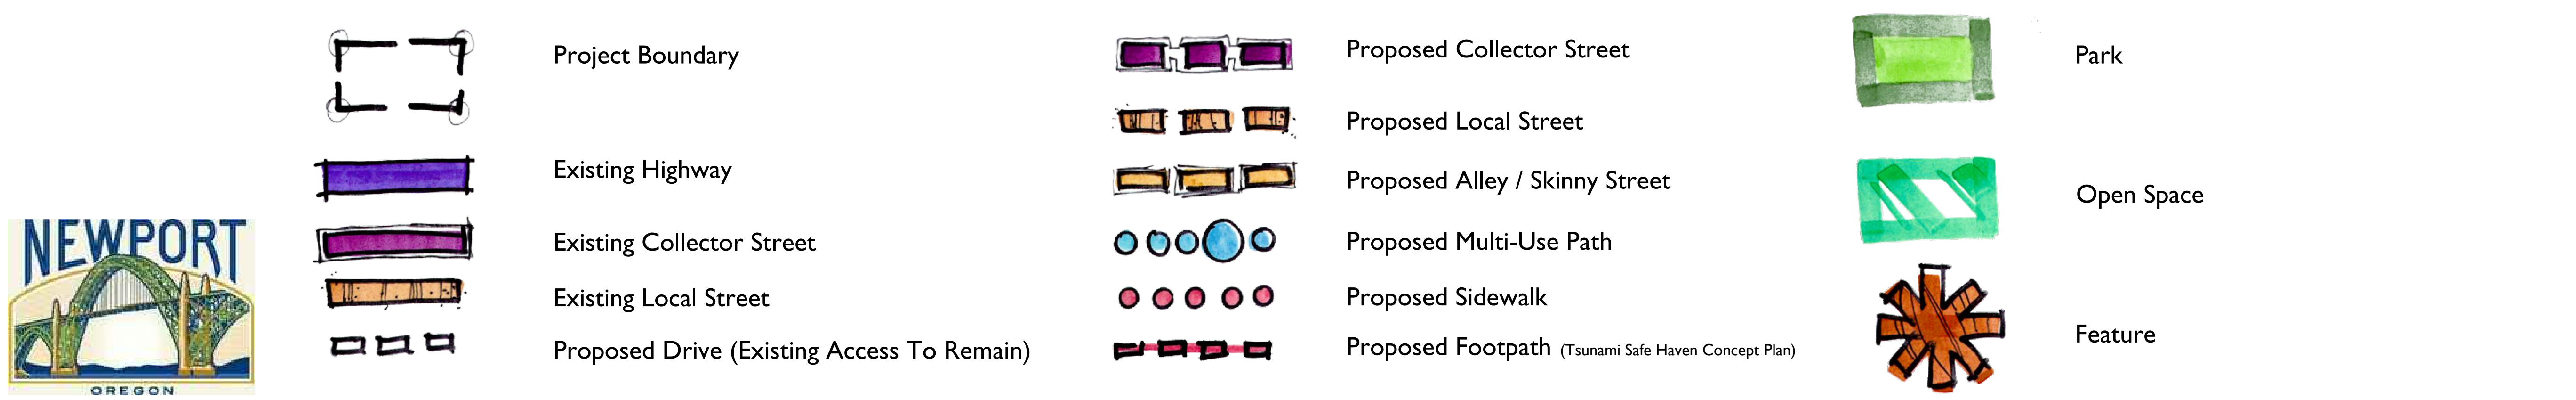 NEWPORT
OREGON
Project Boundary
Existing Highway
Existing Collector Street
Existing Local Street
Proposed Drive (Existing Access To Remain)
Proposed Collector Street
Proposed Local Street
Proposed Alley / Skinny Street
Proposed Multi-Use Path
Proposed Sidewalk
Proposed Footpath (Tsunami Safe Haven Concept Plan)
Park
Open Space
Feature